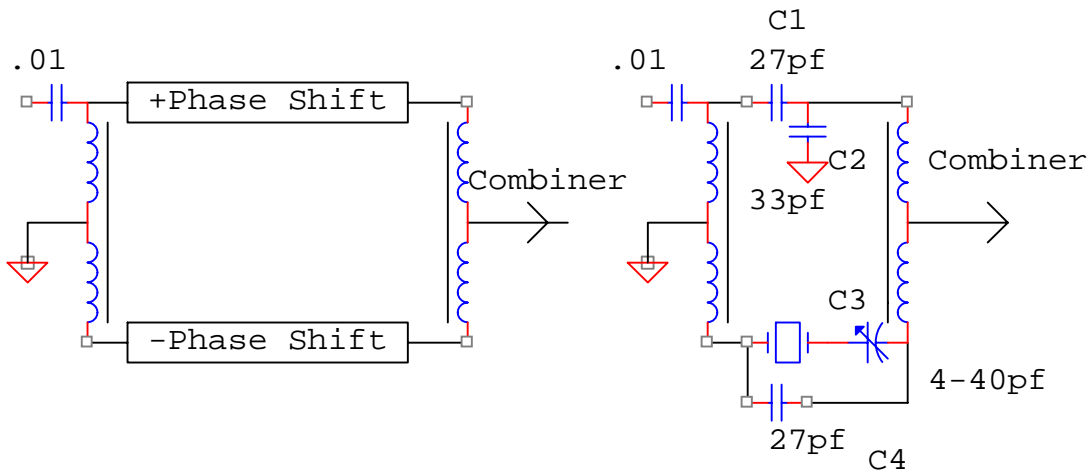 .01
+Phase Shift
Combiner
-Phase Shift
C1
.01
27pf
C2
Combiner
33pf
C3
4-40pf
27pf
C4